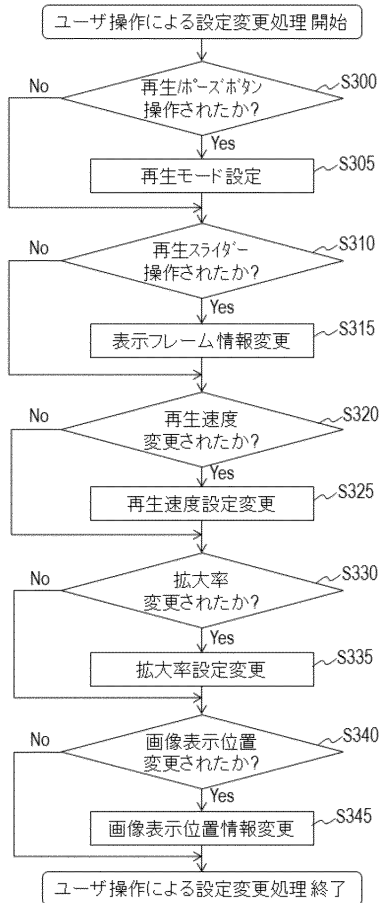 ユーザ操作による設定変更処理 開始
再生/ポーズボタン
操作されたか?
S300
No
Yes
再生モード設定
S305
再生スライダー
操作されたか?
S310
No
Yes
表示フレーム情報変更
S315
再生速度
変更されたか?
S320
No
Yes
再生速度設定変更
S325
拡大率
変更されたか?
S330
No
Yes
拡大率設定変更
S335
画像表示位置
変更されたか?
S340
No
Yes
画像表示位置情報変更
S345
ユーザ操作による設定変更処理 終了